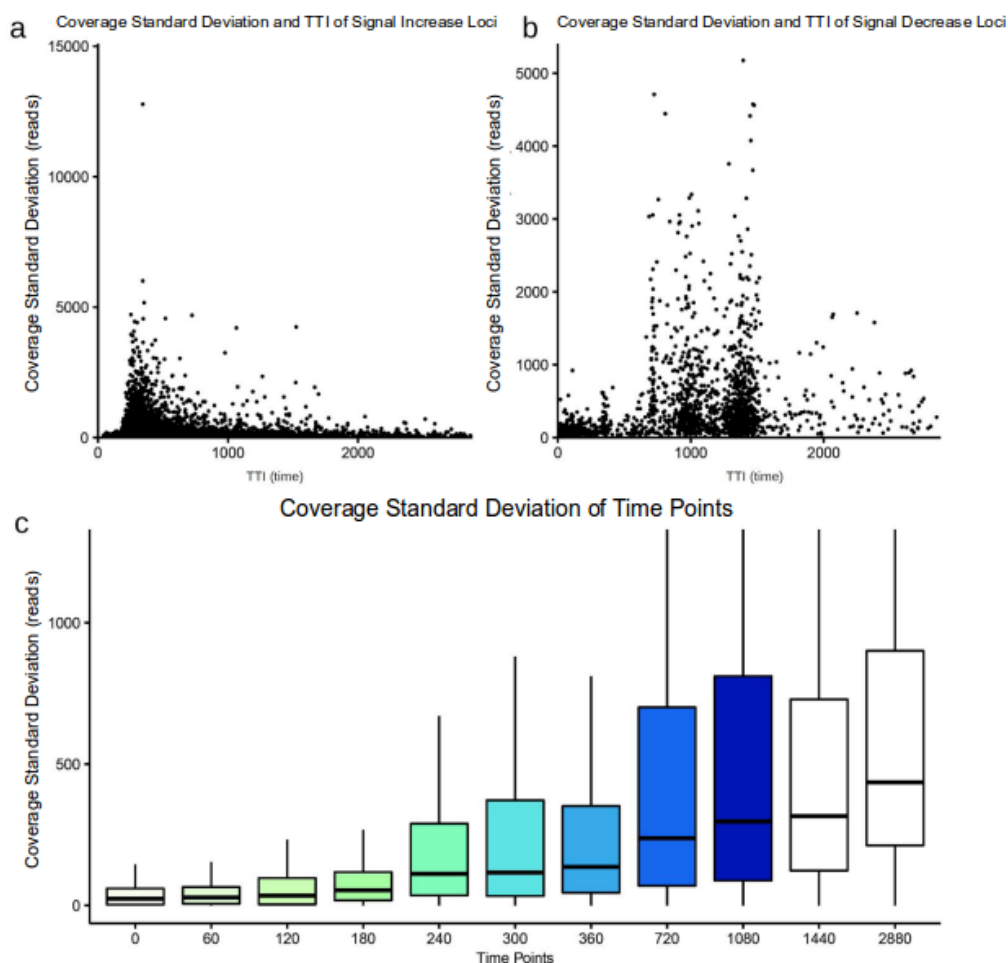 a
Coverage Standard Deviation and TTI of Signal Increase Loci
Coverage Standard Deviation (reads)
15000
10000
5000
0
0 1000 2000
TTI (time)
b
Coverage Standard Deviation and TTI of Signal Decrease Loci
Coverage Standard Deviation (reads)
5000
4000
3000
2000
1000
0
0 1000 2000
TTI (time)
c
Coverage Standard Deviation of Time Points
Coverage Standard Deviation (reads)
1000
500
0
0 60 120 180 240 300 360 720 1080 1440 2880
Time Points